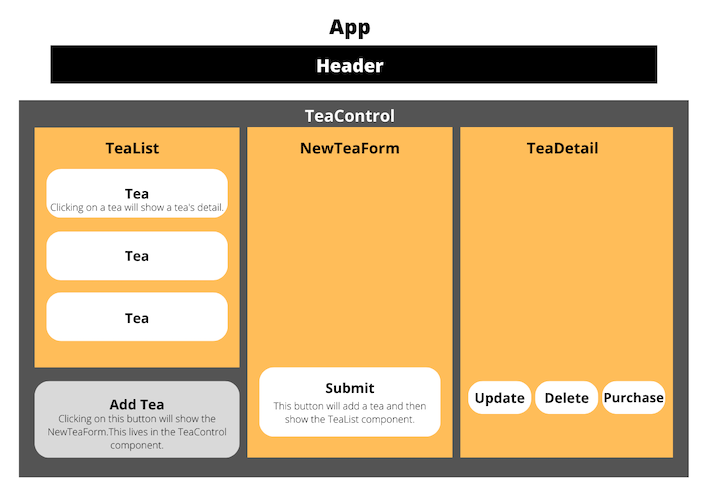 App
Header
TeaControl
TeaList
Tea
Clicking on a tea will show a tea's detail.
Tea
Tea
Add Tea
Clicking on this button will show the
NewTeaForm.This lives in the TeaControl
component.
NewTeaForm
Submit
This button will add a tea and then
show the TeaList component.
TeaDetail
Update
Delete
Purchase